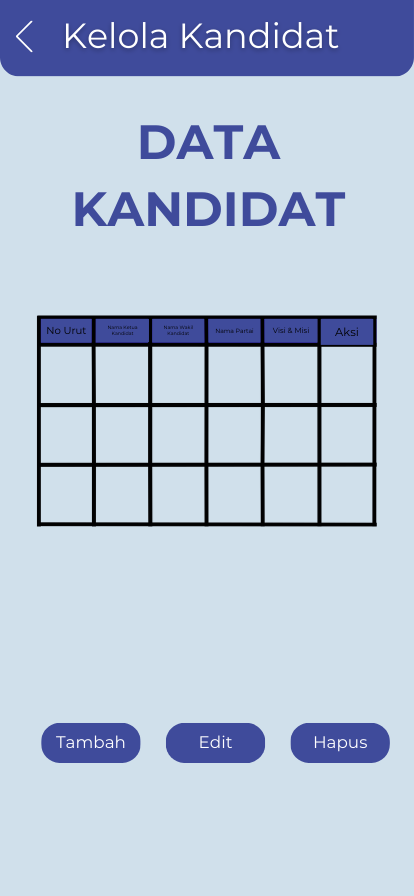 Kelola Kandidat
DATA
KANDIDAT
No Urut
Nama Ketua
Kandidat
Nama Wakil
Kandidat
Nama Partai
Visi & Misi
Aksi
Tambah
Edit
Hapus